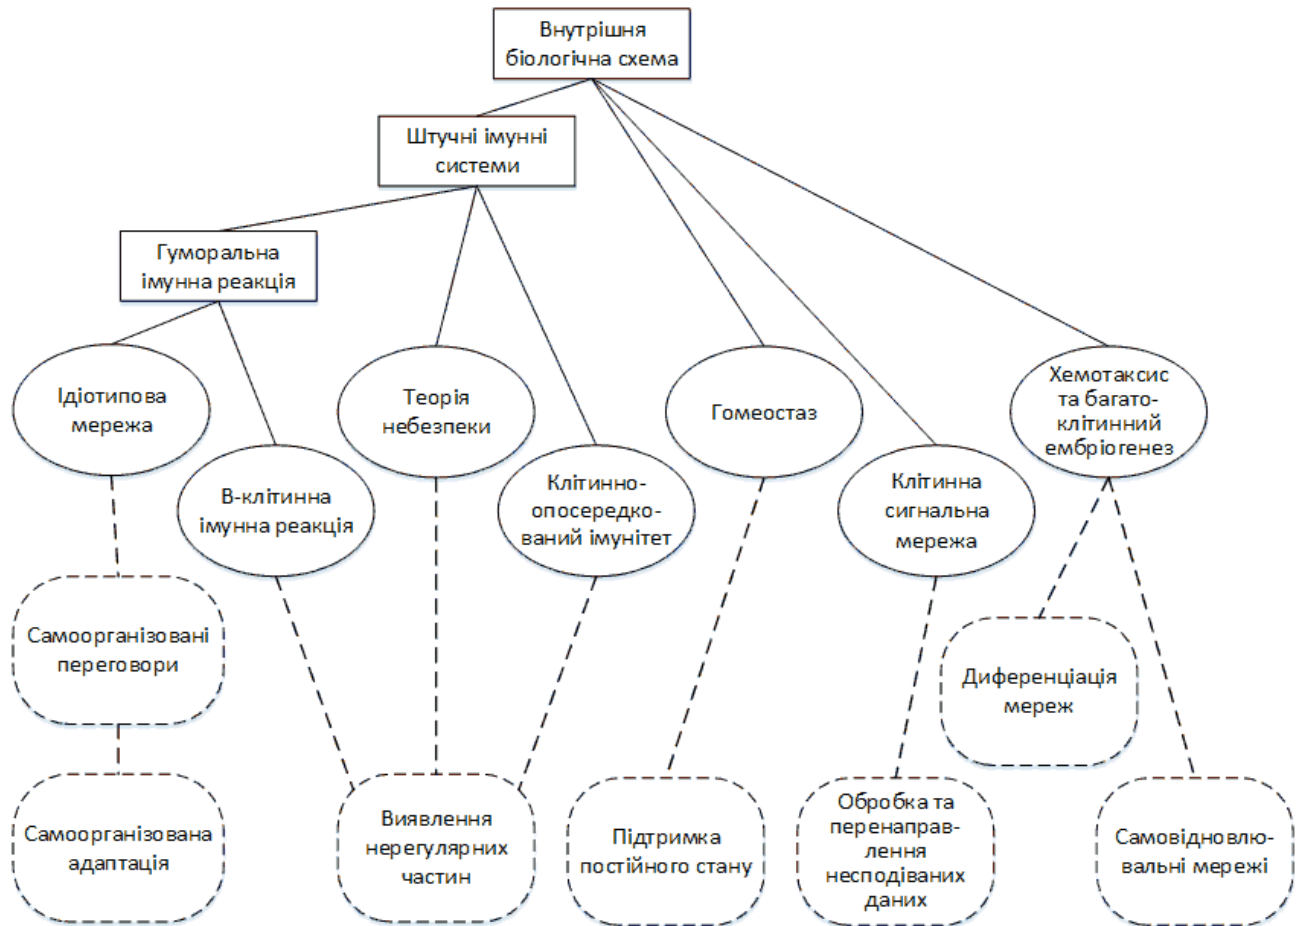 Внутрішня
біологічна схема
Штучні імунні
системи
Гуморальна
імунна реакція
Ідіотипова
мережа
Теорія
небезпеки
Гомеостаз
Хемотаксис
та багато-
клітинний
ембріогенез
В-клітинна
імунна реакція
Клітинно-
опосередко-
ваний імунітет
Клітинна
сигнальна
мережа
Самоорганізовані
переговори
Диференціація
мереж
Самоорганізована
адаптація
Виявлення
нерегулярних
частин
Підтримка
постійного стану
Обробка та
перенаправ-
лення
несподіваних
даних
Самовідновлю-
вальні мережі